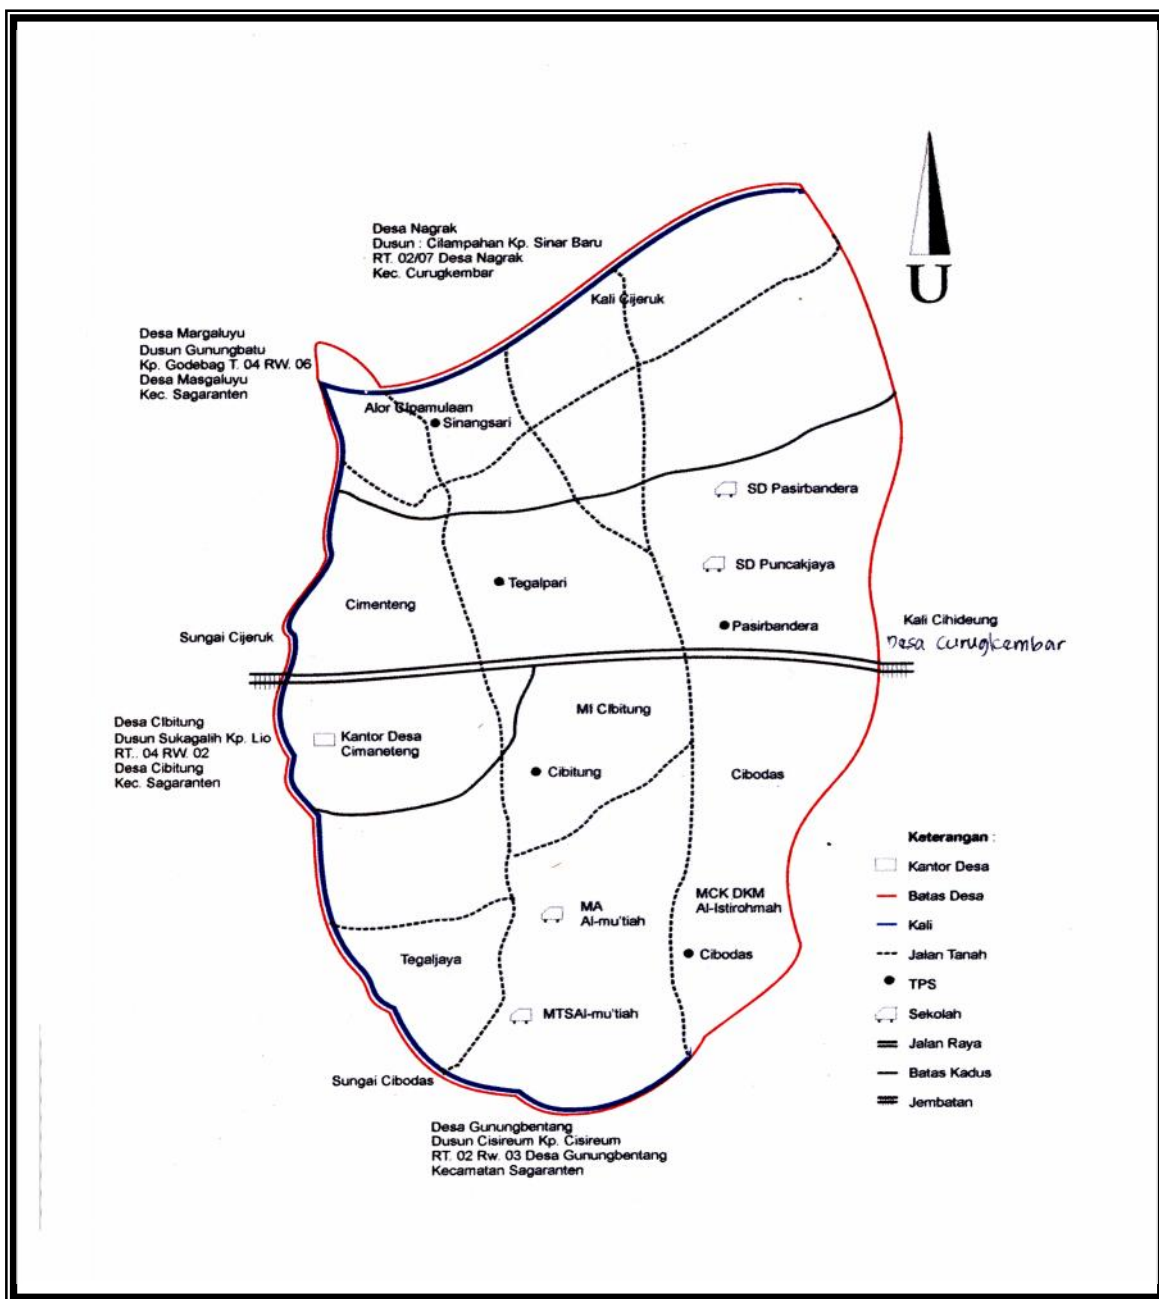 Desa Nagrak
Dusun : Cilampahan Kp. Sinar Baru
RT. 02/07 Desa Nagrak
Kec. Curugkembar
U
Kali Cijeruk
Desa Margaluyu
Dusun Gunungbatu
Kp. Godebag T. 04 RW. 06
Desa Masgaluyu
Kec. Sagaranten
Alor Cipamulaan
Sinangsari
SD Pasirbandera
SD Puncakjaya
Tegalpari
Cimenteng
Pasirbandera
Kali Cihideung
Desa Curugkembar
Sungai Cijeruk
Desa CIbitung
Dusun Sukagalih Kp. Lio
RT.. 04 RW. 02
Desa Cibitung
Kec. Sagaranten
Kantor Desa
Cimaneteng
MI CIbitung
Cibitung
Cibodas
MCK DKM
Al-Istirohmah
MA
Al-mu'tiah
Cibodas
Tegaljaya
MTSAl-mu'tiah
Sungai Cibodas
Desa Gunungbentang
Dusun Cisireum Kp. Cisireum
RT. 02 Rw. 03 Desa Gunungbentang
Kecamatan Sagaranten
Keterangan :
Kantor Desa
Batas Desa
Kali
Jalan Tanah
TPS
Sekolah
Jalan Raya
Batas Kadus
Jembatan